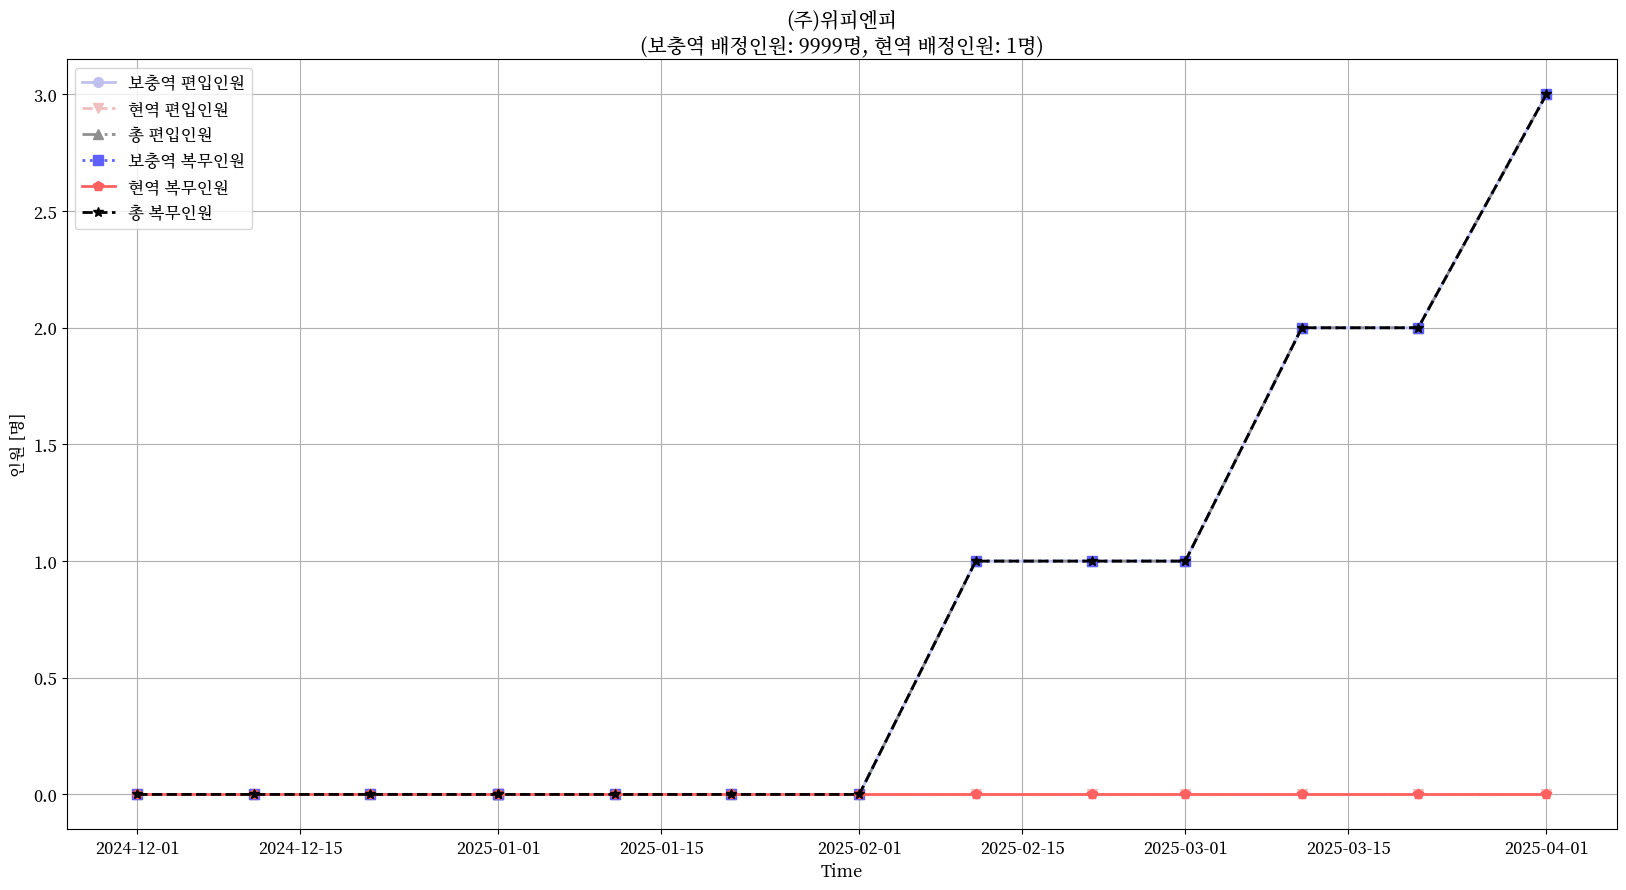 (주)위피엔피
(보충역 배정인원: 9999명, 현역 배정인원: 1명)
보충역 편입인원
현역 편입인원
총 편입인원
보충역 복무인원
현역 복무인원
총 복무인원
3.0
2.5
2.0
1.5
1.0
0.5
0.0
인원 [명]
2024-12-01 2024-12-15 2025-01-01 2025-01-15 2025-02-01 2025-02-15 2025-03-01 2025-03-15 2025-04-01
Time